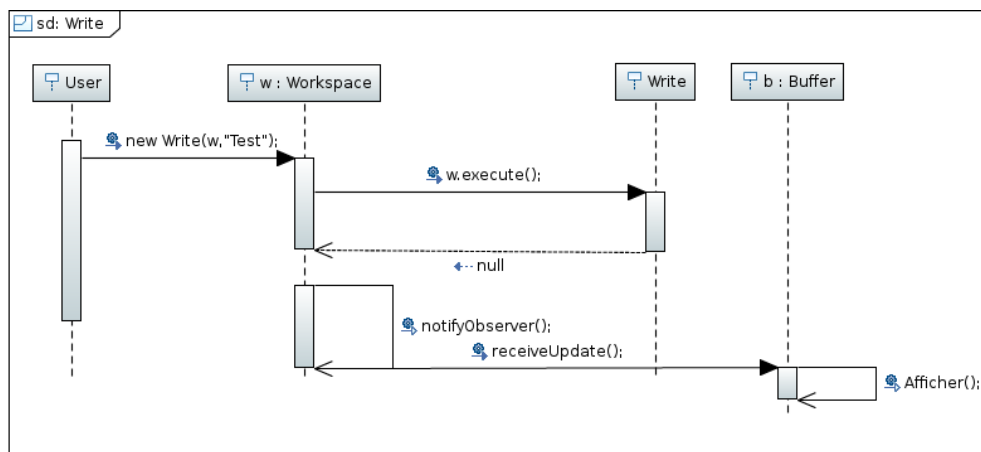 sd: Write
User
w : Workspace
Write
b : Buffer
new Write(w,"Test");
w.execute();
null
notifyObserver();
receiveUpdate();
Afficher();